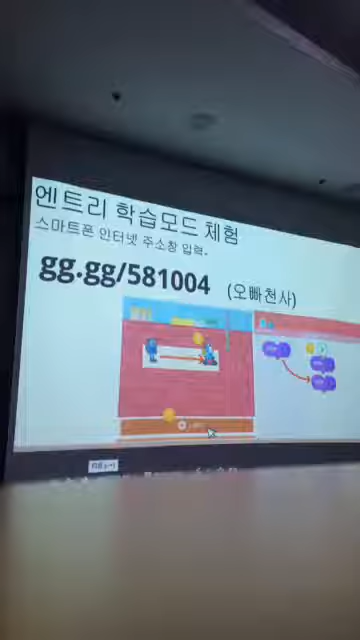 엔트리 학습모드 체험
스마트폰 인터넷 주소창 입력.
gg.gg/581004 (오빠천사)